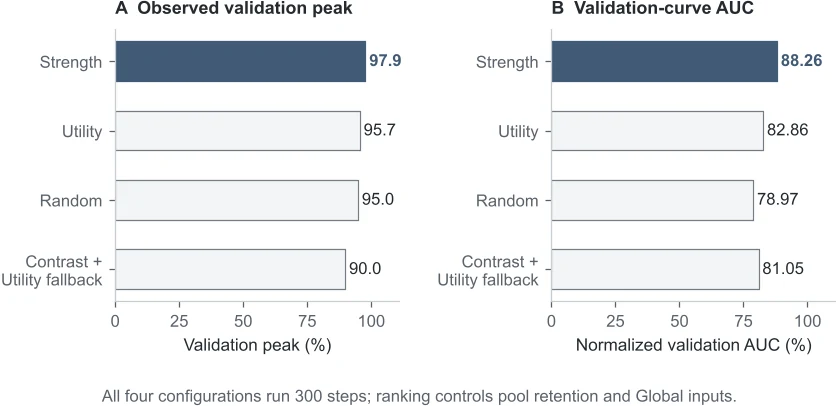 A Observed validation peak
Strength
97.9
Utility
95.7
Random
95.0
Contrast +
Utility fallback
90.0
0 25 50 75 100
Validation peak (%)
B Validation-curve AUC
Strength
88.26
Utility
82.86
Random
78.97
Contrast +
Utility fallback
81.05
0 25 50 75 100
Normalized validation AUC (%)
All four configurations run 300 steps; ranking controls pool retention and Global inputs.